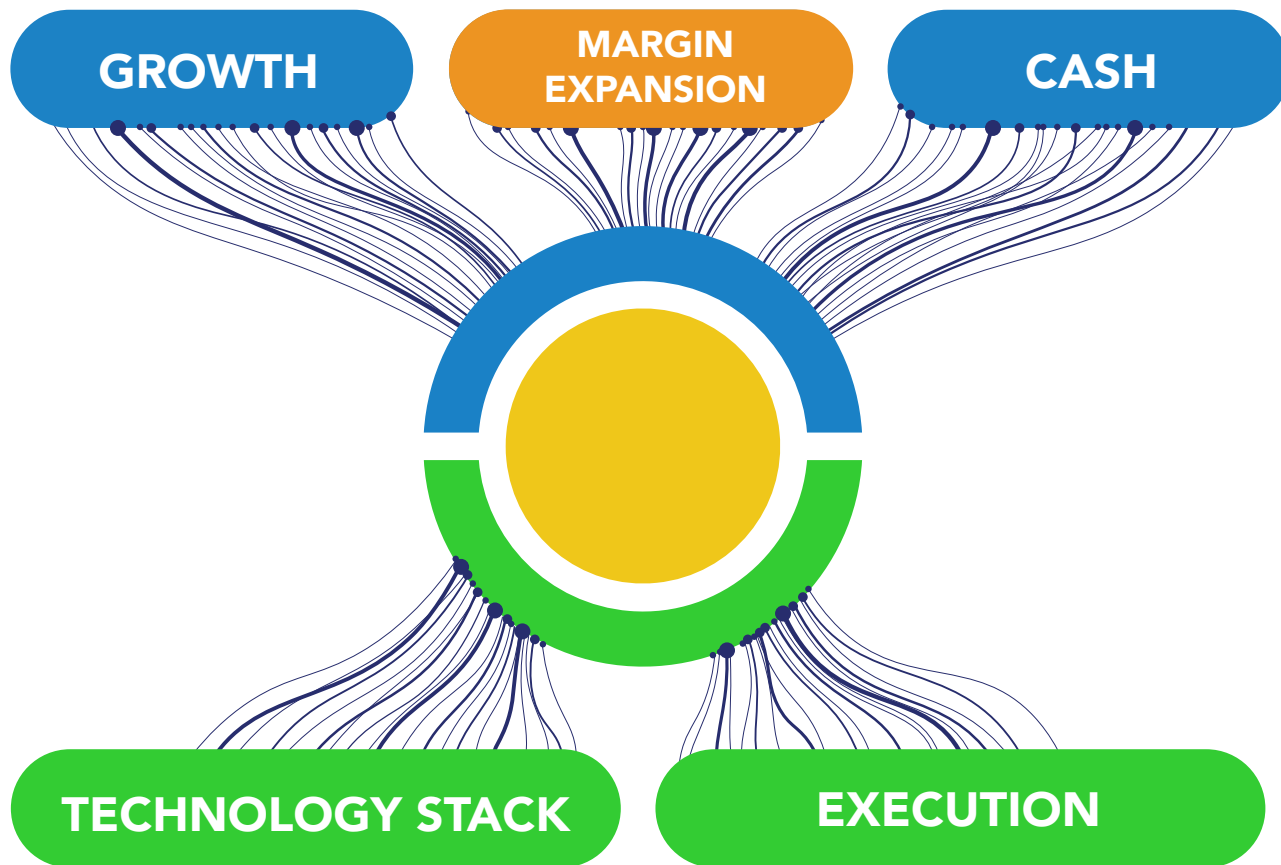 GROWTH
MARGIN
EXPANSION
CASH
TECHNOLOGY STACK
EXECUTION